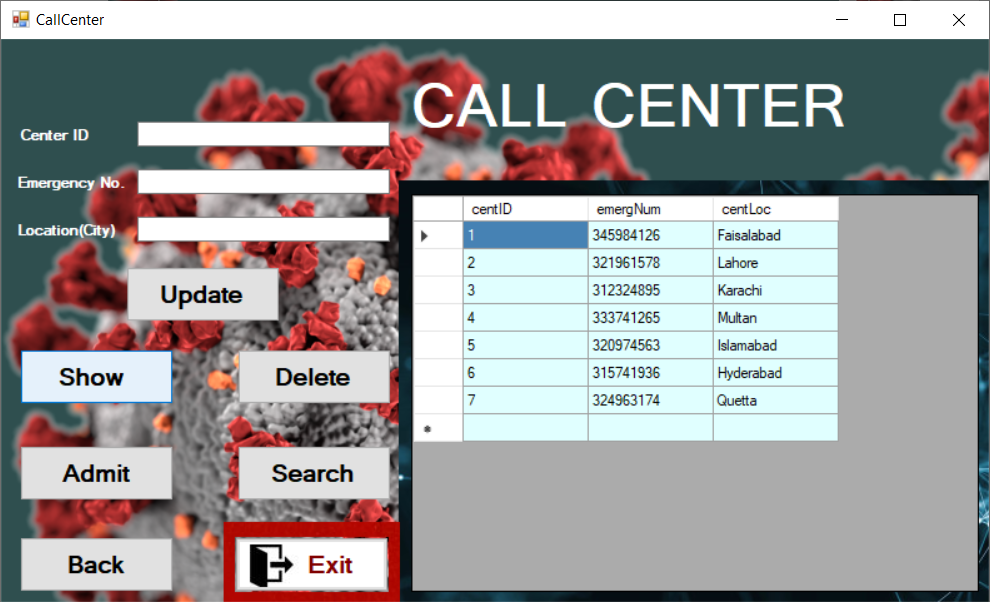 CallCenter
CALL CENTER
Center ID
Emergency No.
Location(City)
Update
Show
Delete
Admit
Search
Back
Exit
centID emergNum centLoc
1 345984126 Faisalabad
2 321961578 Lahore
3 312324895 Karachi
4 333741265 Multan
5 320974563 Islamabad
6 315741936 Hyderabad
7 324963174 Quetta